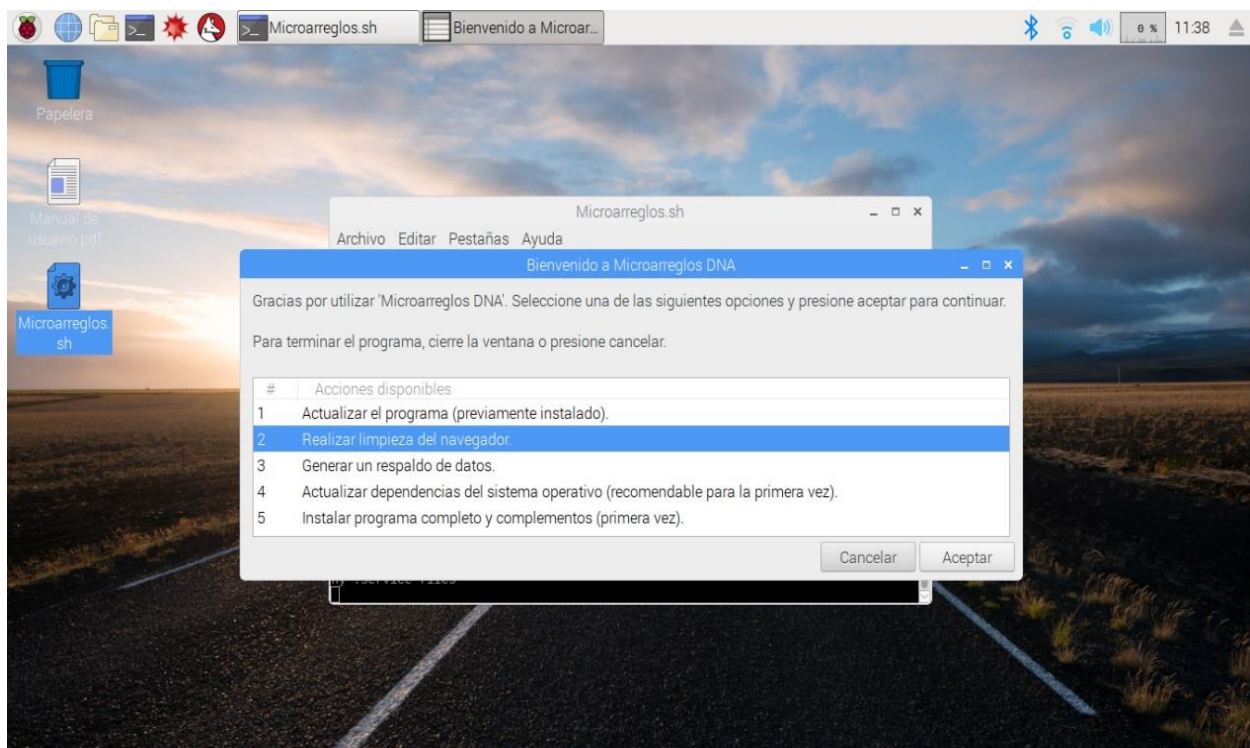 Microarreglos.sh
Bienvenido a Microar...
0 %
11:38
Papelera
Manual de
usuario.pdf
Microarreglos.
sh
Microarreglos.sh
Archivo Editar Pestañas Ayuda
Bienvenido a Microarreglos DNA
Gracias por utilizar 'Microarreglos DNA'. Seleccione una de las siguientes opciones y presione aceptar para continuar.
Para terminar el programa, cierre la ventana o presione cancelar.
# Acciones disponibles
1 Actualizar el programa (previamente instalado).
2 Realizar limpieza del navegador.
3 Generar un respaldo de datos.
4 Actualizar dependencias del sistema operativo (recomendable para la primera vez).
5 Instalar programa completo y complementos (primera vez).
Cancelar Aceptar